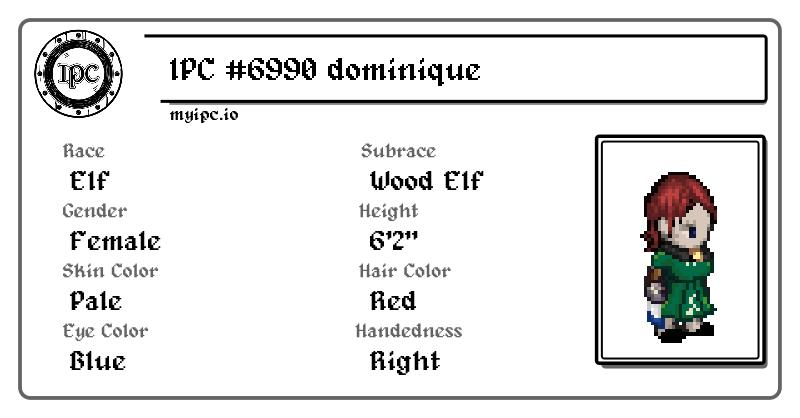 IPC
IPC #6990 dominique
myipc.io
Race
Elf
Subrace
Wood Elf
Gender
Female
Height
6'2"
Skin Color
Pale
Hair Color
Red
Eye Color
Blue
Handedness
Right